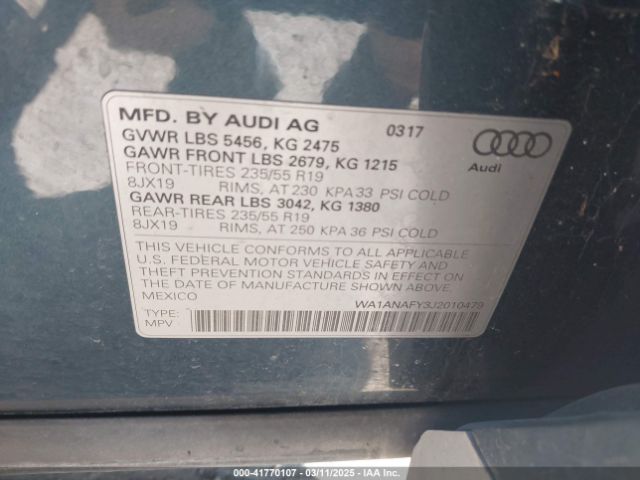 MFD. BY AUDI AG 0317
GVWR LBS 5456, KG 2475
GAWR FRONT LBS 2679, KG 1215
FRONT-TIRES 235/55 R19
8JX19 RIMS, AT 230 KPA 33 PSI COLD
GAWR REAR LBS 3042, KG 1380
REAR-TIRES 235/55 R19
8JX19 RIMS, AT 250 KPA 36 PSI COLD
Audi
THIS VEHICLE CONFORMS TO ALL APPLICABLE
U.S. FEDERAL MOTOR VEHICLE SAFETY AND
THEFT PREVENTION STANDARDS IN EFFECT ON
THE DATE OF MANUFACTURE SHOWN ABOVE.
MEXICO
WA1ANAFY3J2010479
TYPE:
MPV
000-41770107 - 03/11/2025 - IAA Inc.